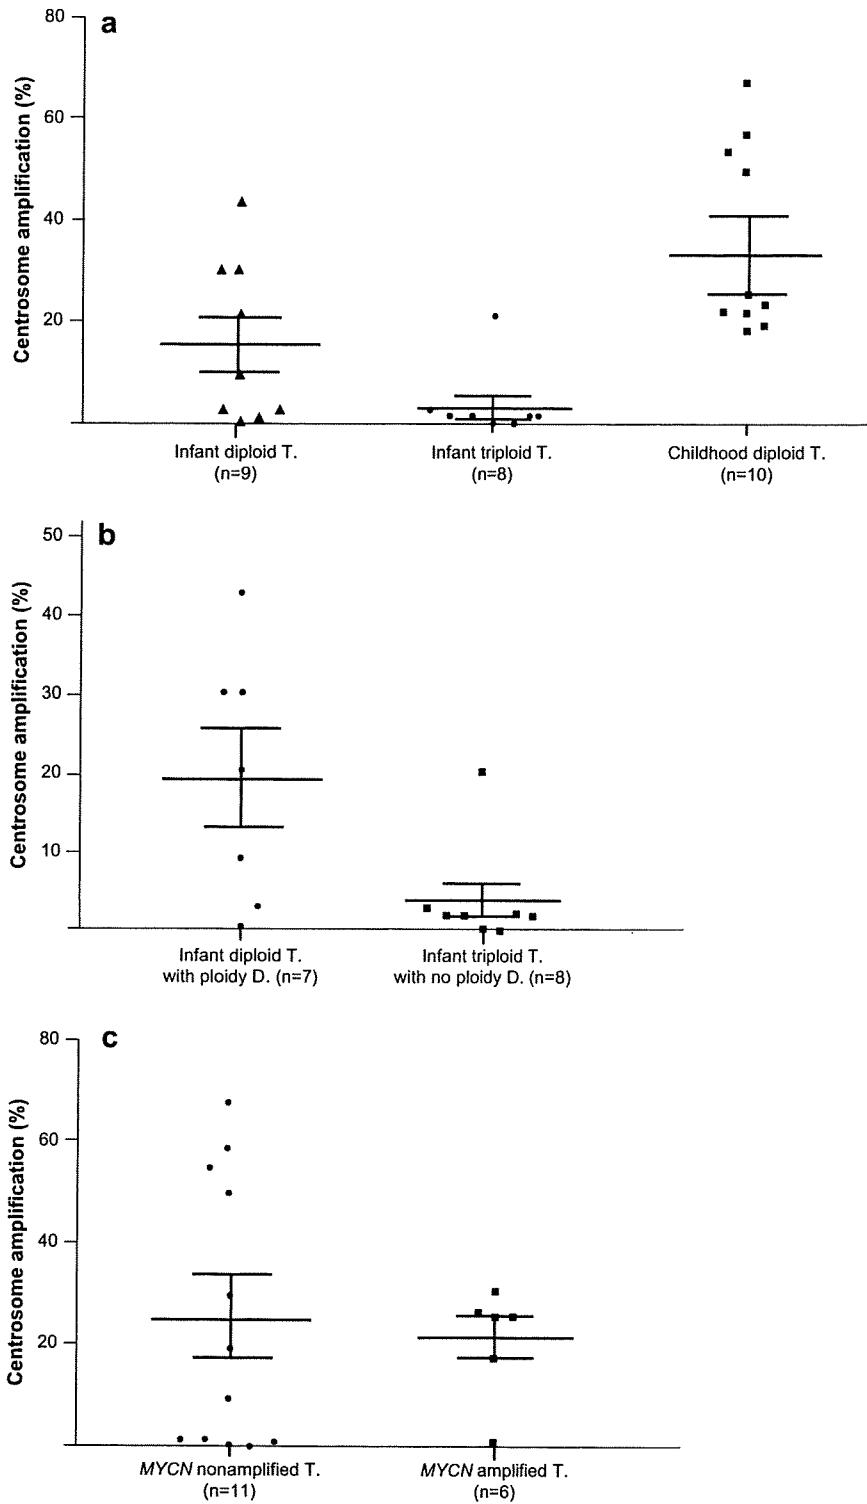 a
Centrosome amplification (%)
80
60
40
20
Infant diploid T.
(n=9)
Infant triploid T.
(n=8)
Childhood diploid T.
(n=10)
b
Centrosome amplification (%)
50
40
30
20
10
Infant diploid T.
with ploidy D. (n=7)
Infant triploid T.
with no ploidy D. (n=8)
c
Centrosome amplification (%)
80
60
40
20
MYCN nonamplified T.
(n=11)
MYCN amplified T.
(n=6)